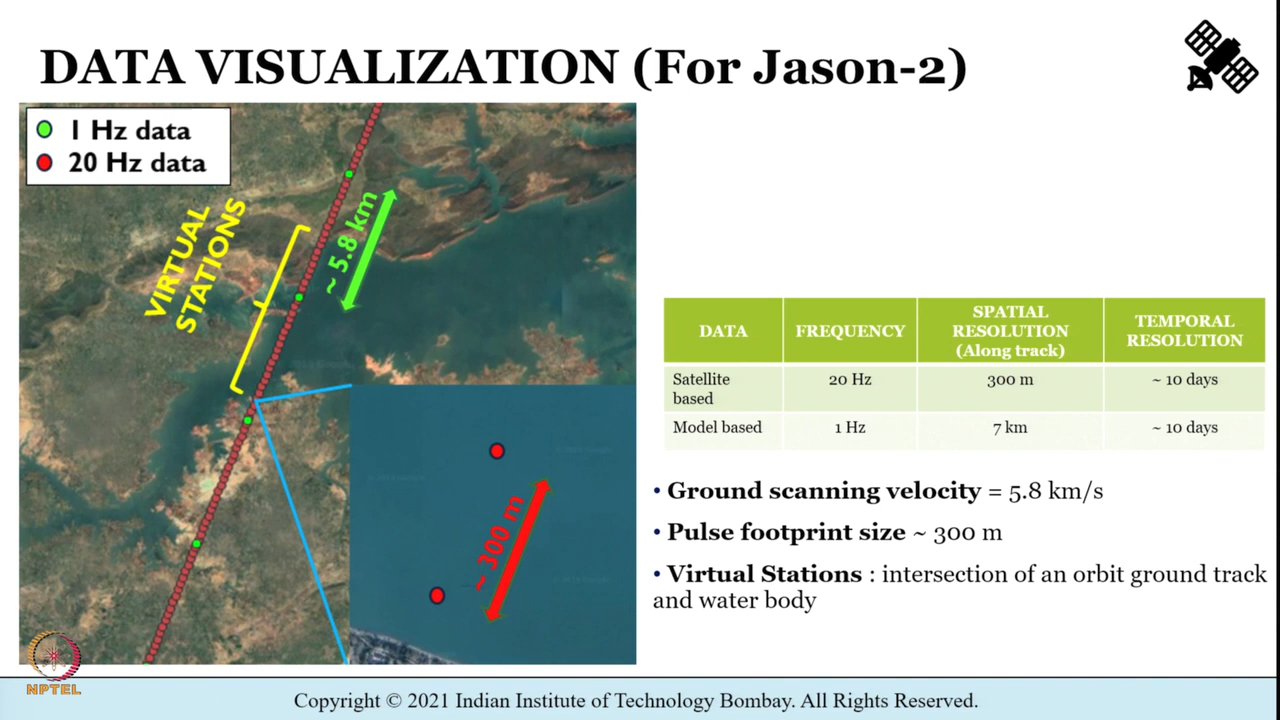 DATA VISUALIZATION (For Jason-2)
1 Hz data
20 Hz data
VIRTUAL
STATIONS
~ 5.8 km
~ 300 m
DATA
FREQUENCY
SPATIAL
RESOLUTION
(Along track)
TEMPORAL
RESOLUTION
Satellite
based
20 Hz
300 m
~ 10 days
Model based
1 Hz
7 km
~ 10 days
• Ground scanning velocity = 5.8 km/s
• Pulse footprint size ~ 300 m
• Virtual Stations : intersection of an orbit ground track
and water body
NPTEL
Copyright © 2021 Indian Institute of Technology Bombay. All Rights Reserved.